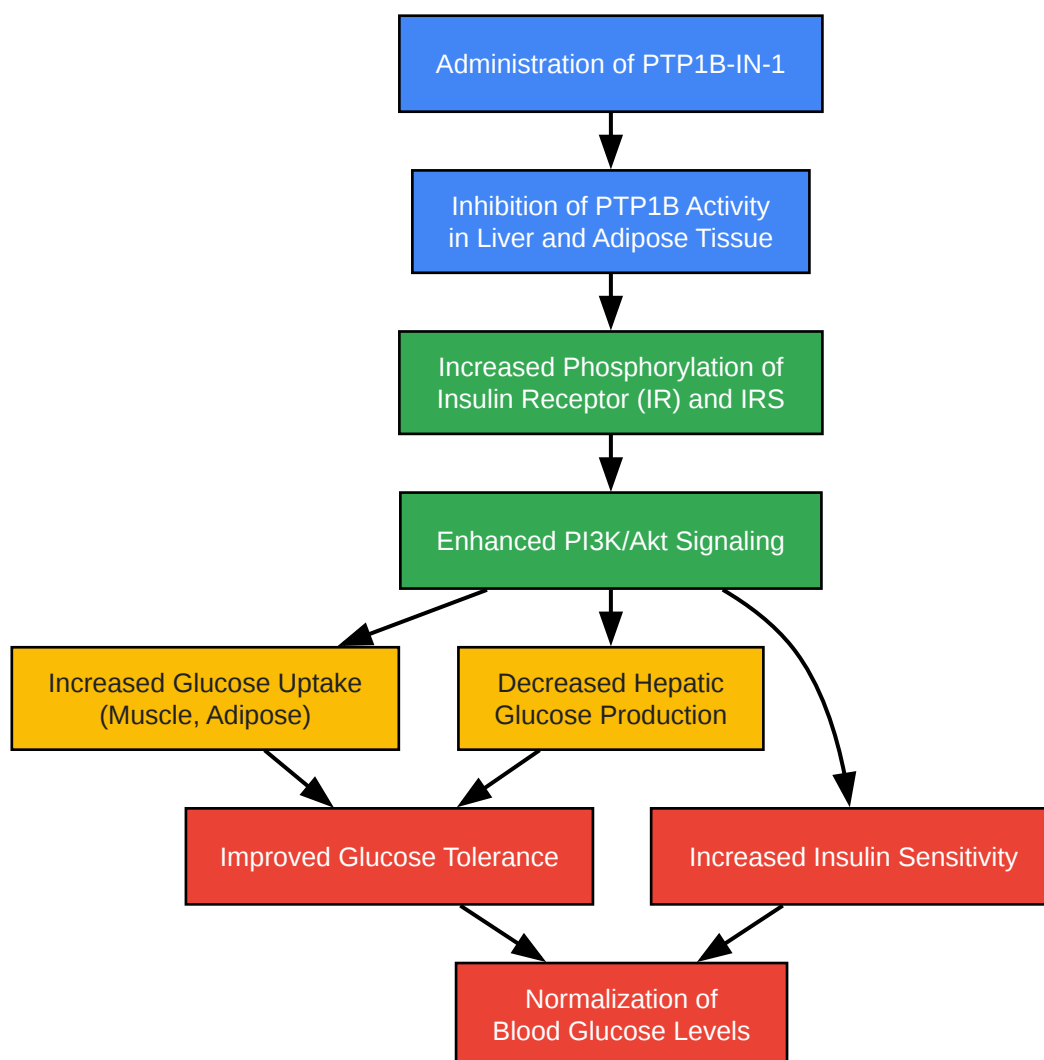 Administration of PTP1B-IN-1
Inhibition of PTP1B Activity
in Liver and Adipose Tissue
Increased Phosphorylation of
Insulin Receptor (IR) and IRS
Enhanced PI3K/Akt Signaling
Increased Glucose Uptake
(Muscle, Adipose)
Decreased Hepatic
Glucose Production
Improved Glucose Tolerance
Increased Insulin Sensitivity
Normalization of
Blood Glucose Levels